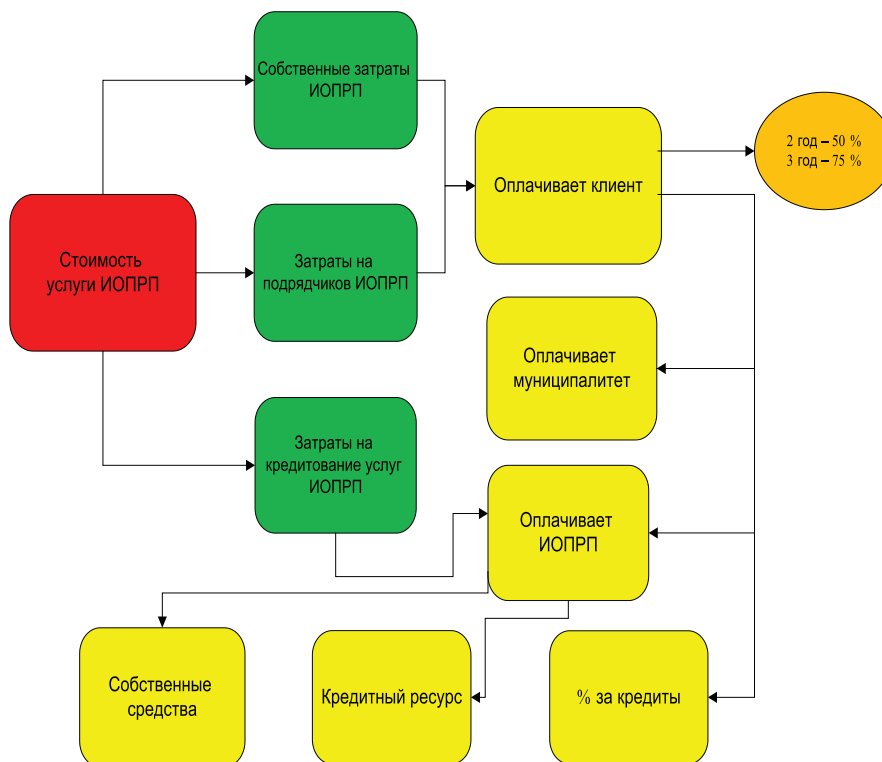 Собственные затраты
ИОПРП
2 год – 50 %
3 год – 75 %
Оплачивает клиент
Стоимость
услуги ИОПРП
Затраты на
подрядчиков ИОПРП
Оплачивает
муниципалитет
Затраты на
кредитование услуг
ИОПРП
Оплачивает
ИОПРП
Собственные
средства
Кредитный ресурс
% за кредиты